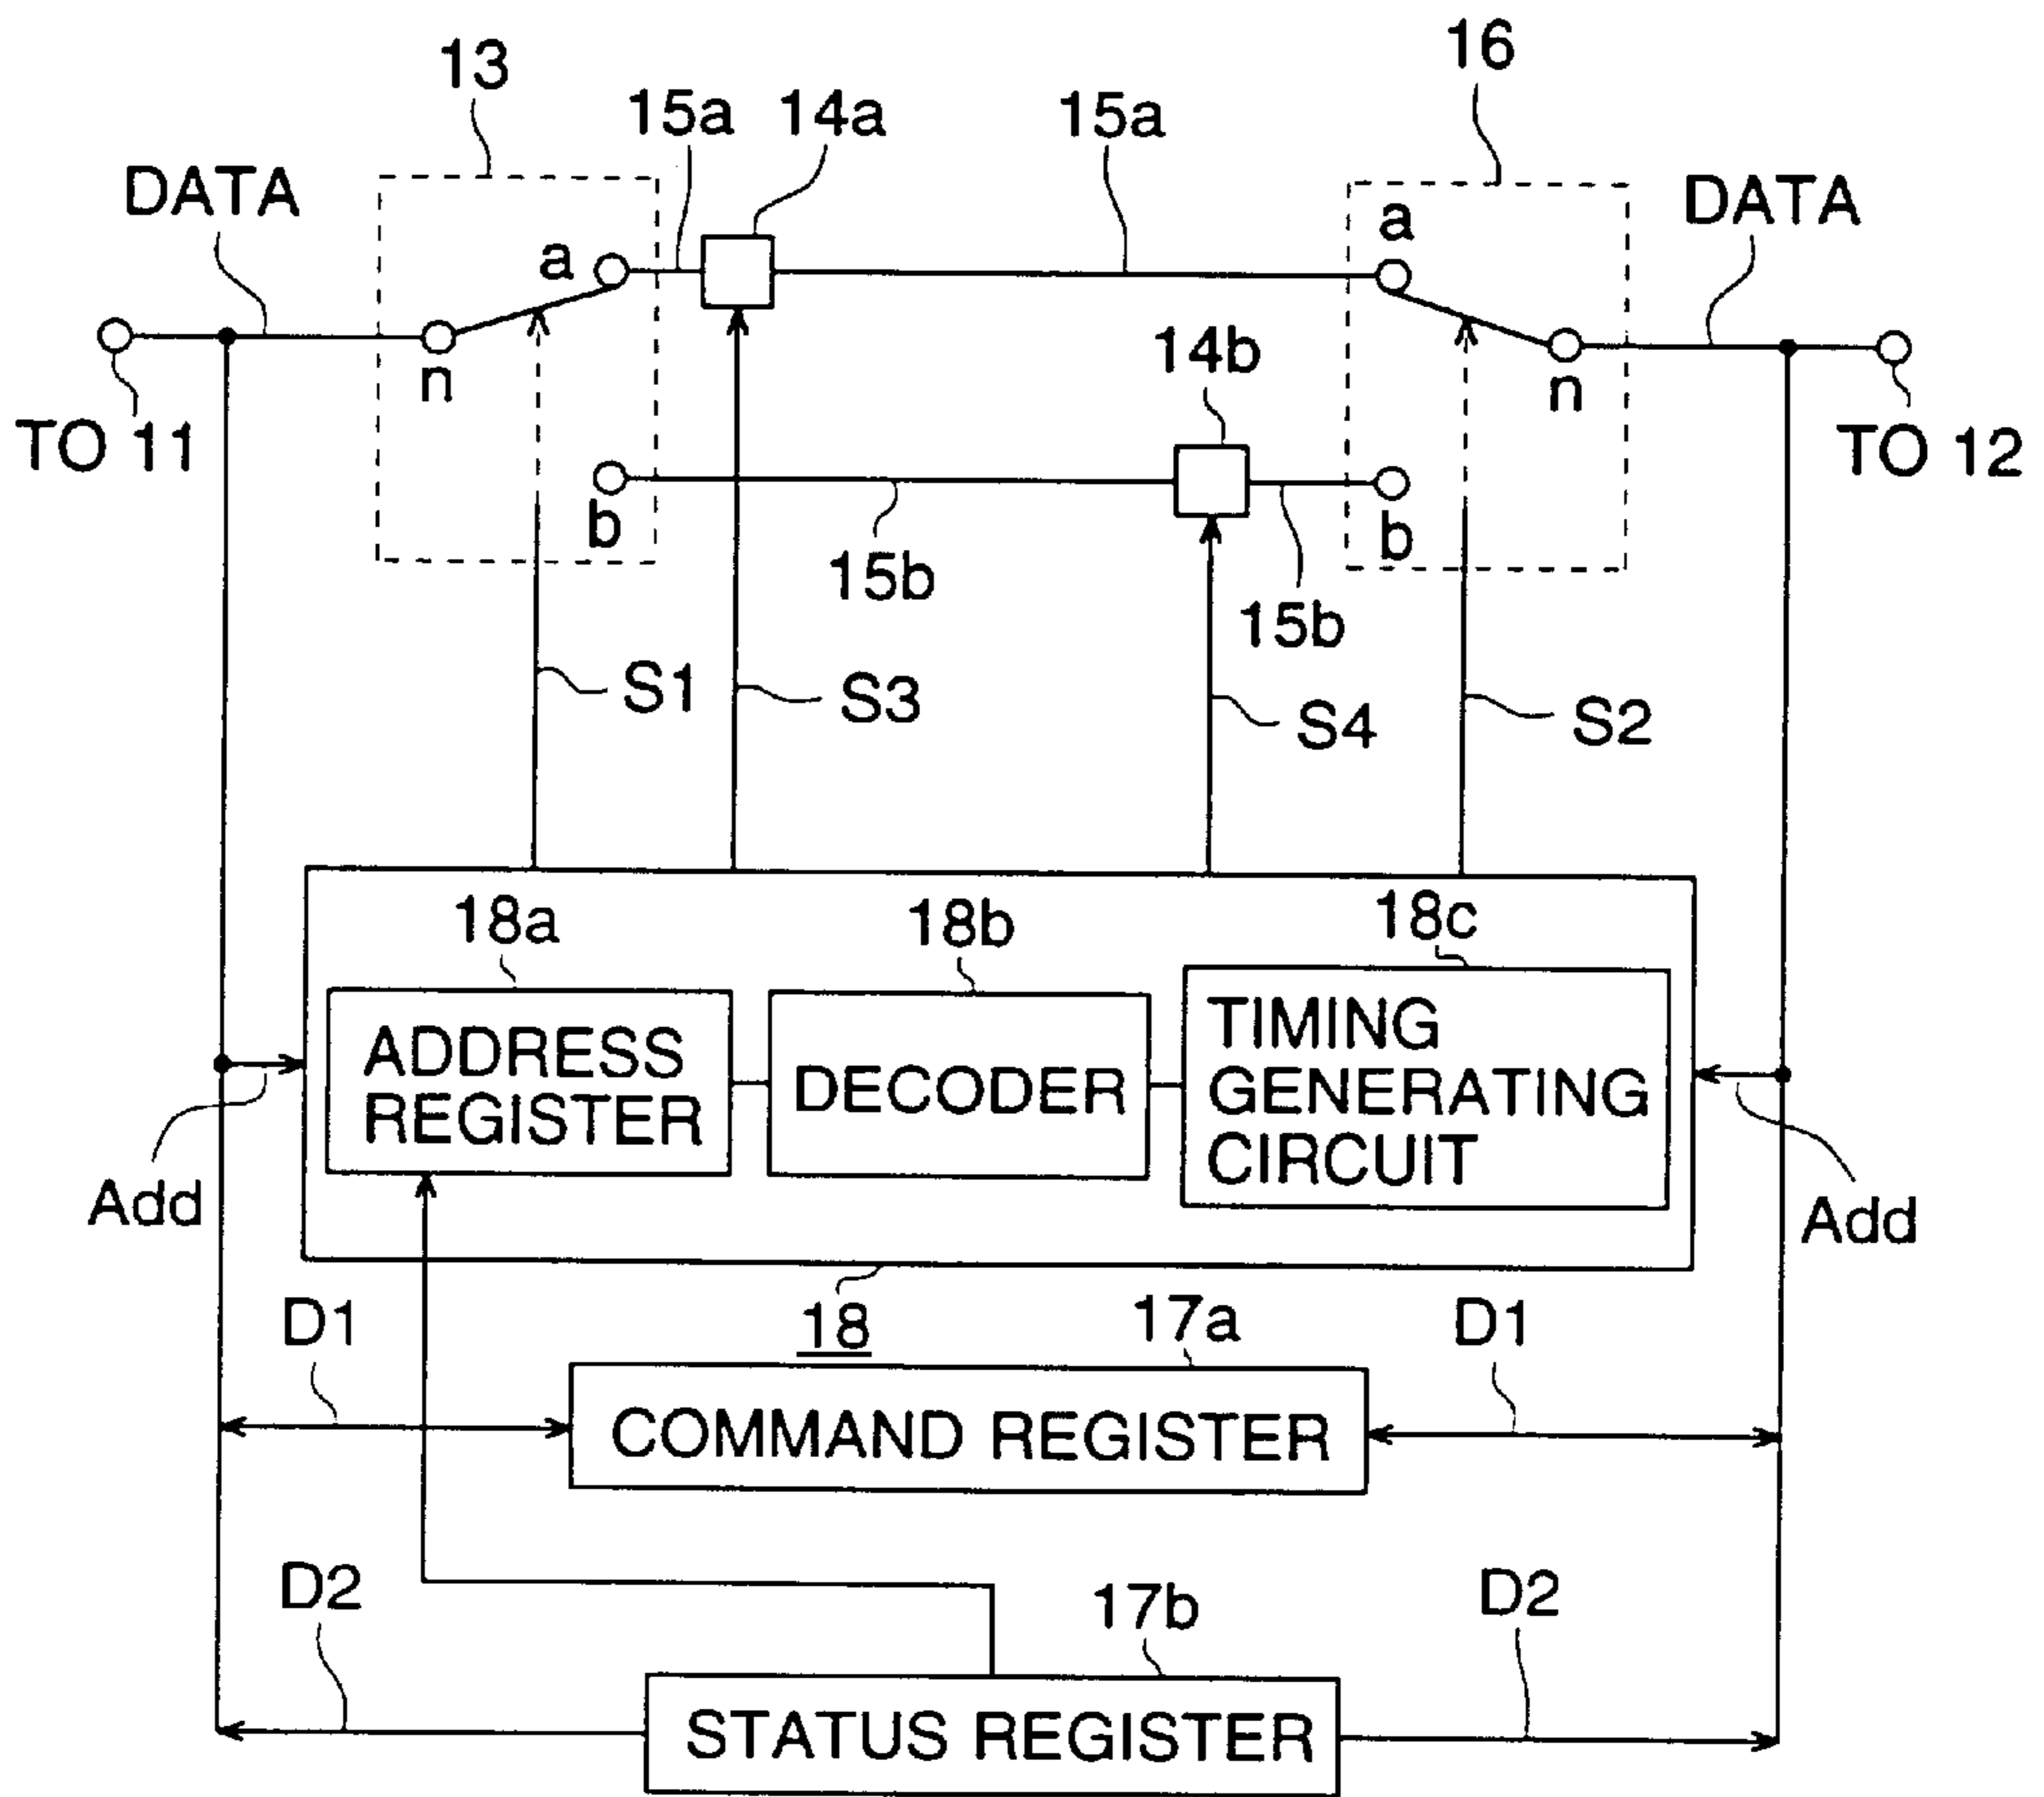 13
16
15a
14a
15a
DATA
DATA
a
a
n
n
14b
TO 11
TO 12
b
b
15b
15b
S1
S3
S4
S2
18a
18b
18c
ADDRESS
REGISTER
DECODER
TIMING
GENERATING
CIRCUIT
Add
Add
18
D1
17a
D1
COMMAND REGISTER
D2
17b
D2
STATUS REGISTER